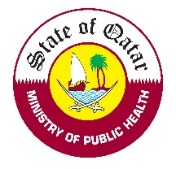 State of Qatar
MINISTRY OF PUBLIC HEALTH